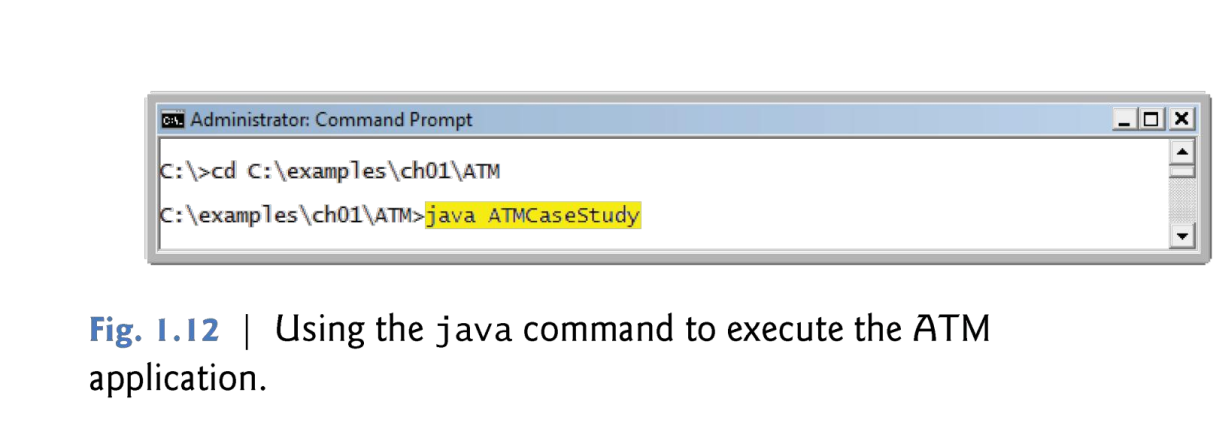 Administrator: Command Prompt
C:\>cd C:\examples\ch01\ATM
C:\examples\ch01\ATM>java ATMCaseStudy
Fig. 1.12 | Using the java command to execute the ATM
application.